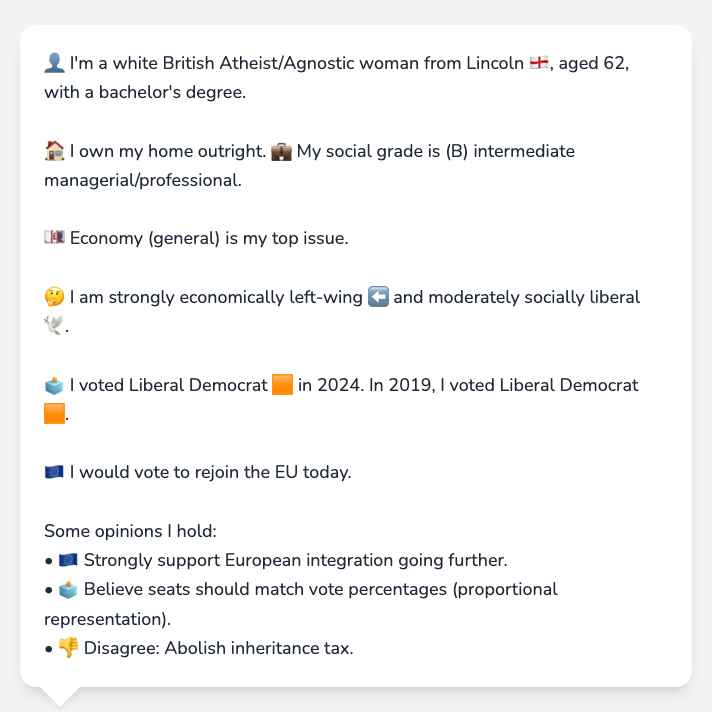 👤 I'm a white British Atheist/Agnostic woman from Lincoln 🏴󠁧󠁢󠁥󠁮󠁧󠁿, aged 62,
with a bachelor's degree.
🏠 I own my home outright. 💼 My social grade is (B) intermediate
managerial/professional.
💷 Economy (general) is my top issue.
🤔 I am strongly economically left-wing ⬅️ and moderately socially liberal
🕊️.
🗳️ I voted Liberal Democrat 🟧 in 2024. In 2019, I voted Liberal Democrat
🟧.
🇪🇺 I would vote to rejoin the EU today.
Some opinions I hold:
• 🇪🇺 Strongly support European integration going further.
• 🗳️ Believe seats should match vote percentages (proportional
representation).
• 👎 Disagree: Abolish inheritance tax.